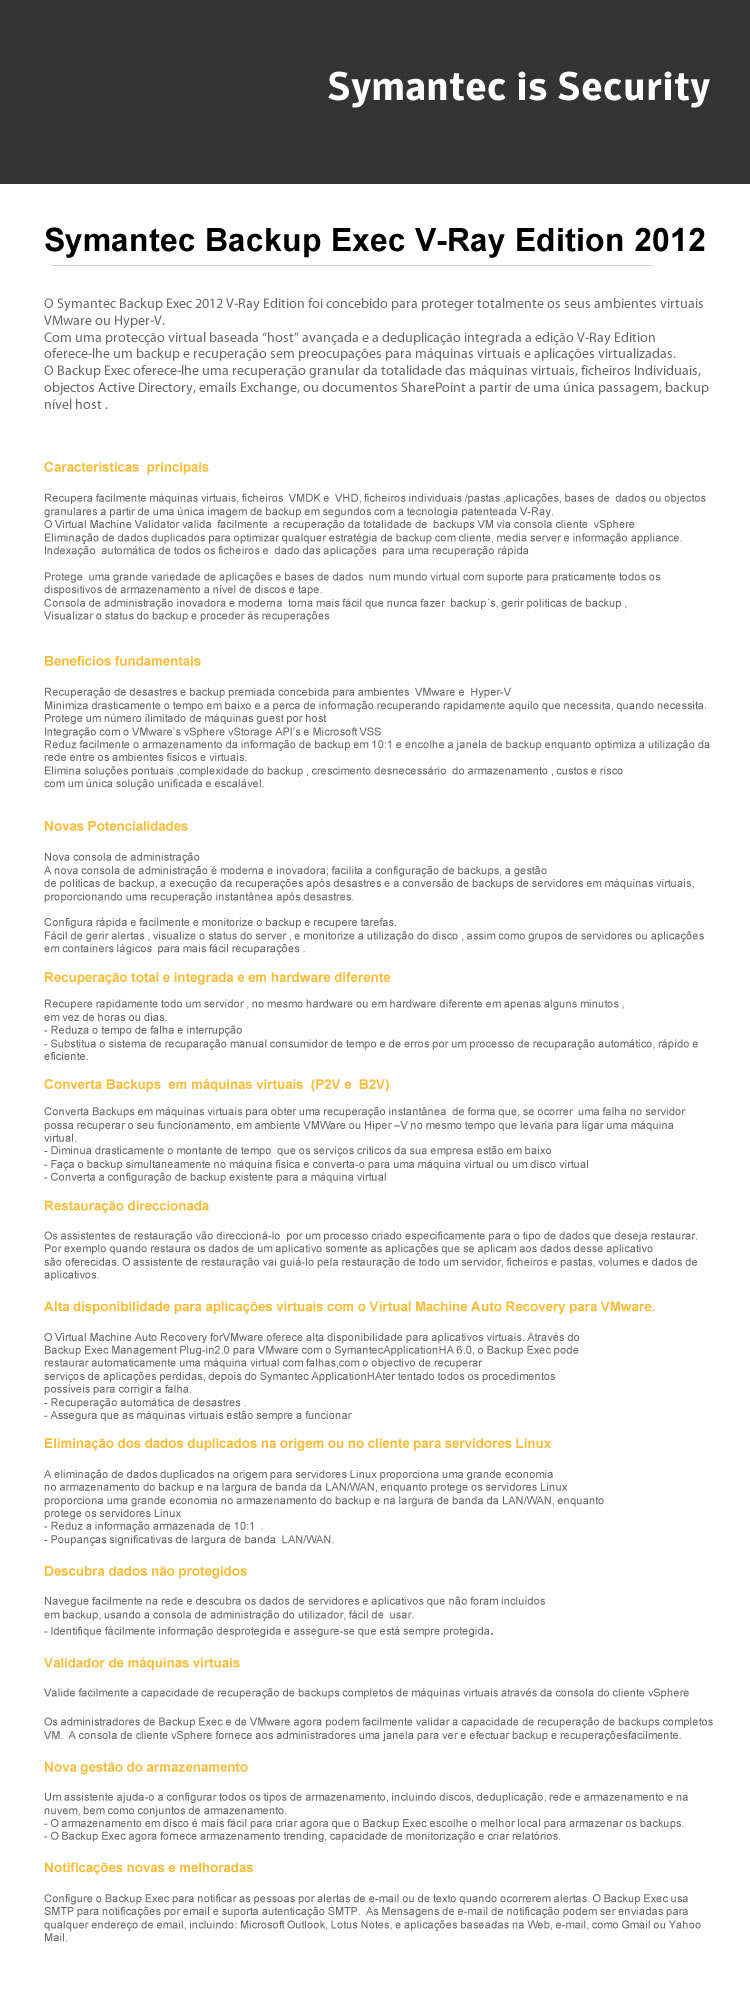 Symantec is Security
Symantec Backup Exec V-Ray Edition 2012
O Symantec Backup Exec 2012 V-Ray Edition foi concebido para proteger totalmente os seus ambientes virtuais
VMware ou Hyper-V.
Com uma protecção virtual baseada “host” avançada e a deduplicação integrada a edição V-Ray Edition
oferece-lhe um backup e recuperação sem preocupações para máquinas virtuais e aplicações virtualizadas.
O Backup Exec oferece-lhe uma recuperação granular da totalidade das máquinas virtuais, ficheiros Individuais,
objectos Active Directory, emails Exchange, ou documentos SharePoint a partir de uma única passagem, backup
nível host .
Características  principais
Recupera facilmente máquinas virtuais, ficheiros  VMDK e  VHD, ficheiros individuais /pastas ,aplicações, bases de  dados ou objectos
granulares a partir de uma única imagem de backup em segundos com a tecnologia patenteada V-Ray.
O Virtual Machine Validator valida  facilmente  a recuperação da totalidade de  backups VM via consola cliente  vSphere
Eliminação de dados duplicados para optimizar qualquer estratégia de backup com cliente, media server e informação appliance.
Indexação  automática de todos os ficheiros e  dado das aplicações  para uma recuperação rápida
Protege  uma grande variedade de aplicações e bases de dados  num mundo virtual com suporte para praticamente todos os
dispositivos de armazenamento a nível de discos e tape.
Consola de administração inovadora e moderna  torna mais fácil que nunca fazer  backup´s, gerir politicas de backup ,
Visualizar o status do backup e proceder às recuperações
Benefícios fundamentais
Recuperação de desastres e backup premiada concebida para ambientes  VMware e  Hyper-V
Minimiza drasticamente o tempo em baixo e a perca de informação recuperando rapidamente aquilo que necessita, quando necessita.
Protege um número ilimitado de máquinas guest por host
Integração com o VMware’s vSphere vStorage API’s e Microsoft VSS
Reduz facilmente o armazenamento da informação de backup em 10:1 e encolhe a janela de backup enquanto optimiza a utilização da
rede entre os ambientes físicos e virtuais.
Elimina soluções pontuais ,complexidade do backup , crescimento desnecessário  do armazenamento , custos e risco
com um única solução unificada e escalável.
Novas Potencialidades
Nova consola de administração
A nova consola de administração é moderna e inovadora; facilita a configuração de backups, a gestão
de políticas de backup, a execução da recuperações após desastres e a conversão de backups de servidores em máquinas virtuais,
proporcionando uma recuperação instantânea após desastres.
Configura rápida e facilmente e monitorize o backup e recupere tarefas.
Fácil de gerir alertas , visualize o status do server , e monitorize a utilização do disco , assim como grupos de servidores ou aplicações
em containers lágicos  para mais fácil recuparações .
Recuperação total e integrada e em hardware diferente
Recupere rapidamente todo um servidor , no mesmo hardware ou em hardware diferente em apenas alguns minutos ,
em vez de horas ou dias.
- Reduza o tempo de falha e interrupção
- Substitua o sistema de recuparação manual consumidor de tempo e de erros por um processo de recuparação automático, rápido e
eficiente.
Converta Backups  em máquinas virtuais  (P2V e  B2V)
Converta Backups em máquinas virtuais para obter uma recuperação instantânea  de forma que, se ocorrer  uma falha no servidor
possa recuperar o seu funcionamento, em ambiente VMWare ou Hiper –V no mesmo tempo que levaria para ligar uma máquina
virtual.
- Diminua drasticamente o montante de tempo  que os serviços críticos da sua empresa estão em baixo
- Faça o backup simultaneamente no máquina física e converta-o para uma máquina virtual ou um disco virtual
- Converta a configuração de backup existente para a máquina virtual
Restauração direccionada
Os assistentes de restauração vão direccioná-lo  por um processo criado especificamente para o tipo de dados que deseja restaurar.
Por exemplo quando restaura os dados de um aplicativo somente as aplicações que se aplicam aos dados desse aplicativo
são oferecidas. O assistente de restauração vai guiá-lo pela restauração de todo um servidor, ficheiros e pastas, volumes e dados de
aplicativos.
Alta disponibilidade para aplicações virtuais com o Virtual Machine Auto Recovery para VMware.
O Virtual Machine Auto Recovery forVMware oferece alta disponibilidade para aplicativos virtuais. Através do
Backup Exec Management Plug-in2.0 para VMware com o SymantecApplicationHA 6.0, o Backup Exec pode
restaurar automaticamente uma máquina virtual com falhas,com o objectivo de recuperar
serviços de aplicações perdidas, depois do Symantec ApplicationHAter tentado todos os procedimentos
possíveis para corrigir a falha.
- Recuperação automática de desastres .
- Assegura que as máquinas virtuais estão sempre a funcionar
Eliminação dos dados duplicados na origem ou no cliente para servidores Linux
A eliminação de dados duplicados na origem para servidores Linux proporciona uma grande economia
no armazenamento do backup e na largura de banda da LAN/WAN, enquanto protege os servidores Linux
proporciona uma grande economia no armazenamento do backup e na largura de banda da LAN/WAN, enquanto
protege os servidores Linux
- Reduz a informação armazenada de 10:1  .
- Poupanças significativas de largura de banda  LAN/WAN.
Descubra dados não protegidos
Navegue facilmente na rede e descubra os dados de servidores e aplicativos que não foram incluídos
em backup, usando a consola de administração do utilizador, fácil de  usar.
- Identifique fácilmente informação desprotegida e assegure-se que está sempre protegida.
Validador de máquinas virtuais
Valide facilmente a capacidade de recuperação de backups completos de máquinas virtuais através da consola do cliente vSphere
Os administradores de Backup Exec e de VMware agora podem facilmente validar a capacidade de recuperação de backups completos
VM.  A consola de cliente vSphere fornece aos administradores uma janela para ver e efectuar backup e recuperaçõesfacilmente.
Nova gestão do armazenamento
Um assistente ajuda-o a configurar todos os tipos de armazenamento, incluindo discos, deduplicação, rede e armazenamento e na
nuvem, bem como conjuntos de armazenamento.
- O armazenamento em disco é mais fácil para criar agora que o Backup Exec escolhe o melhor local para armazenar os backups.
- O Backup Exec agora fornece armazenamento trending, capacidade de monitorização e criar relatórios.
Notificações novas e melhoradas
Configure o Backup Exec para notificar as pessoas por alertas de e-mail ou de texto quando ocorrerem alertas. O Backup Exec usa
SMTP para notificações por email e suporta autenticação SMTP.  As Mensagens de e-mail de notificação podem ser enviadas para
qualquer endereço de email, incluindo: Microsoft Outlook, Lotus Notes, e aplicações baseadas na Web, e-mail, como Gmail ou Yahoo
Mail.